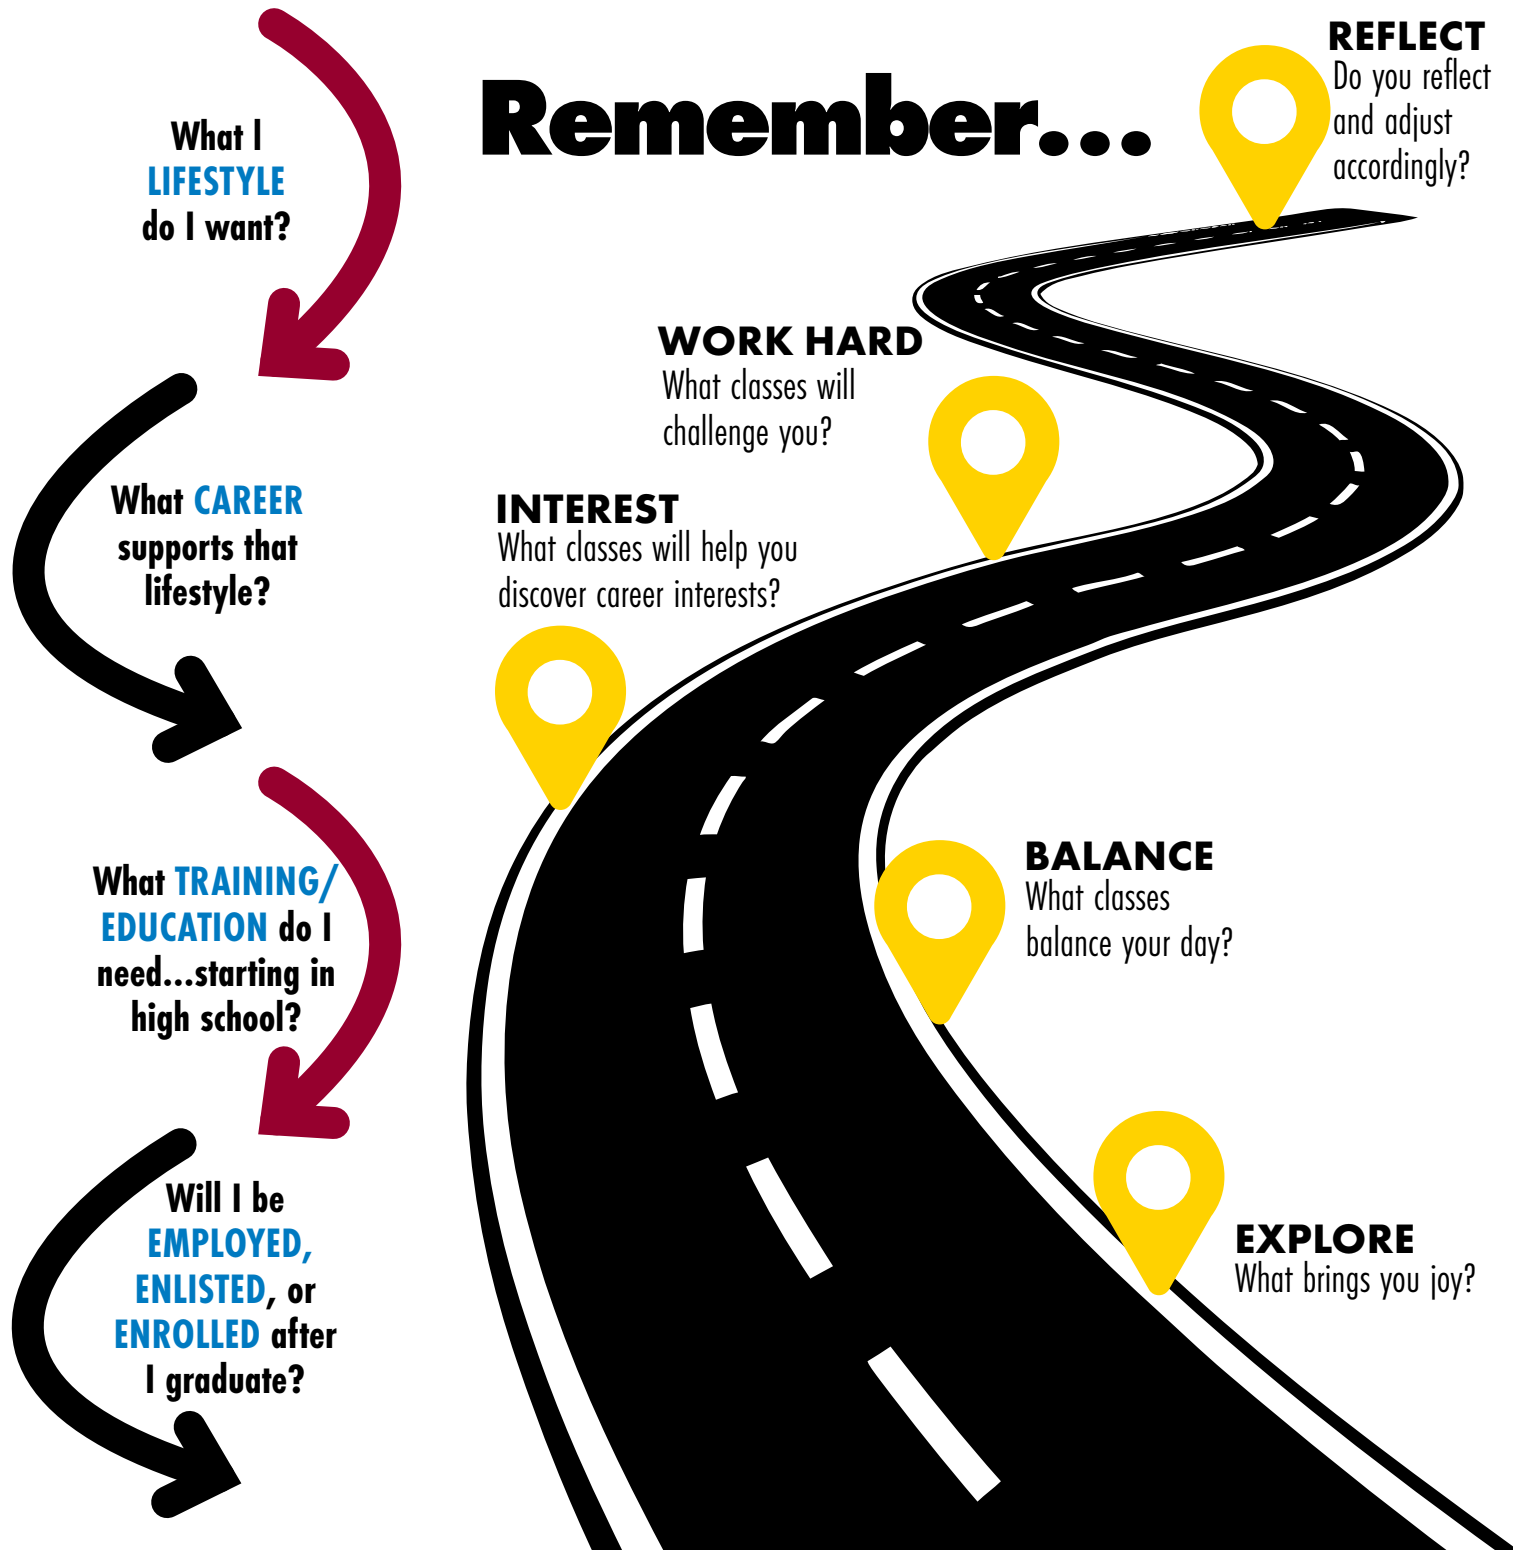 What l
LIFESTYLE
do I want?
What CAREER
supports that
lifestyle?
What TRAINING/
EDUCATION do I
need...starting in
high school?
Will I be
EMPLOYED,
ENLISTED, or
ENROLLED after
I graduate?
Remember...
REFLECT
Do you reflect
and adjust
accordingly?
WORK HARD
What classes will
challenge you?
INTEREST
What classes will help you
discover career interests?
BALANCE
What classes
balance your day?
EXPLORE
What brings you joy?